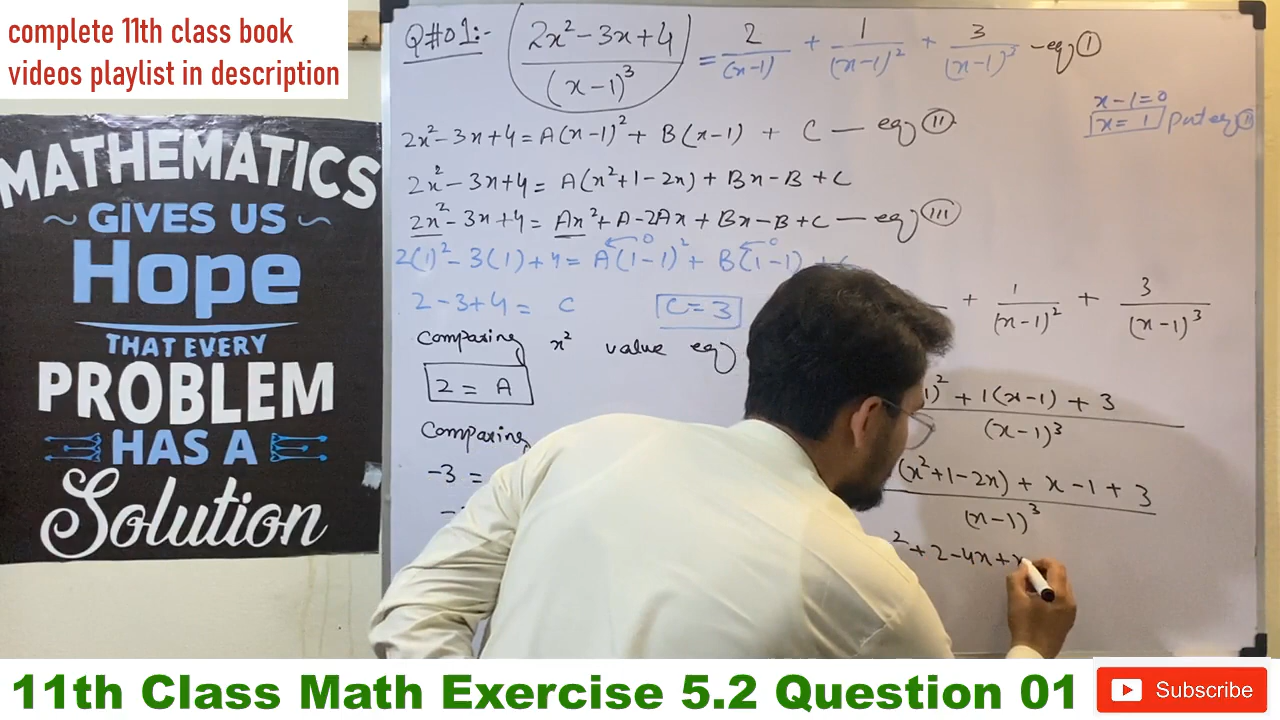 complete 11th class book
videos playlist in description
MATHEMATICS
GIVES US
Hope
THAT EVERY
PROBLEM
HAS A
Solution
Q#01:- (2x²-3x+4)/(x-1)³ = 2/(x-1) + 1/(x-1)² + 3/(x-1)³ - eq I
x-1=0
x=1 put eq II
2x²-3x+4 = A(x-1)² + B(x-1) + C — eq II
2x²-3x+4 = A(x²+1-2x) + Bx-B+C
2x²-3x+4 = Ax²+A-2Ax+Bx-B+C — eq III
2(1)²-3(1)+4 = A(1-1)² + B(1-1) + C
2-3+4 = C C=3
Comparing x² value eq
2 = A
Comparing
-3 =
+ 1/(x-1)² + 3/(x-1)³
1)² + 1(x-1) + 3
(x-1)³
(x²+1-2x) + x-1+3
(x-1)³
² + 2-4x+x
11th Class Math Exercise 5.2 Question 01
Subscribe